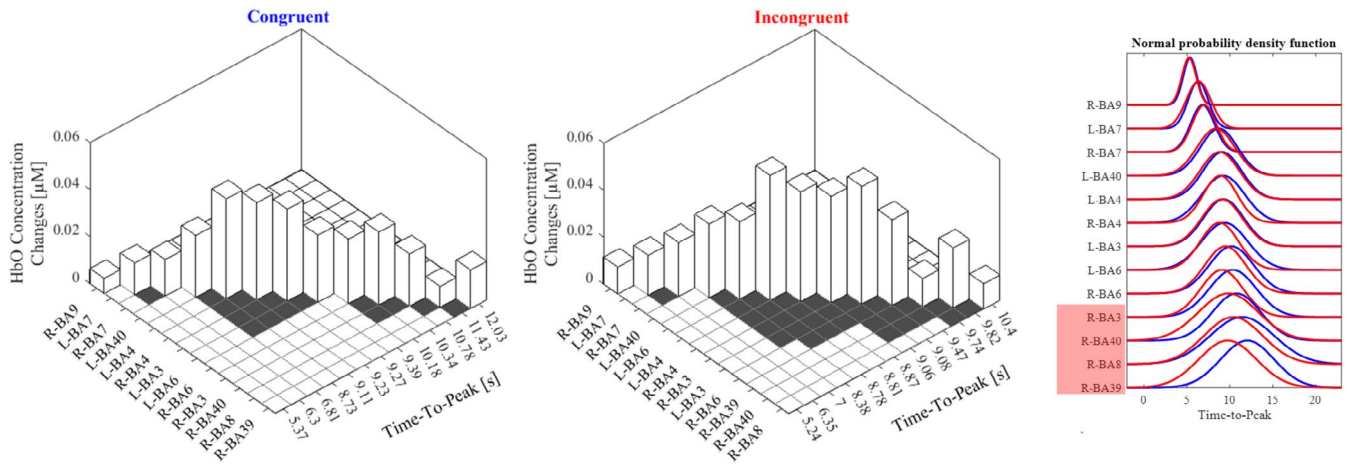 Congruent
HbO Concentration
Changes [μM]
0.06
0.04
0.02
0
R-BA9
L-BA7
R-BA7
L-BA40
L-BA4
R-BA4
L-BA3
L-BA6
R-BA6
R-BA3
R-BA40
R-BA8
R-BA39
5.37
6.3
6.81
8.73
9.11
9.23
9.27
9.39
10.18
10.34
10.78
11.43
12.03
Time-To-Peak [s]
Incongruent
HbO Concentration
Changes [μM]
0.06
0.04
0.02
0
R-BA9
L-BA7
R-BA7
L-BA40
L-BA6
L-BA4
R-BA4
R-BA3
L-BA3
R-BA6
R-BA39
R-BA40
R-BA8
5.24
6.35
7
8.38
8.78
8.81
8.87
9.06
9.08
9.47
9.74
9.82
10.4
Time-To-Peak [s]
Normal probability density function
R-BA9
L-BA7
R-BA7
L-BA40
L-BA4
R-BA4
L-BA3
L-BA6
R-BA6
R-BA3
R-BA40
R-BA8
R-BA39
0 5 10 15 20
Time-to-Peak